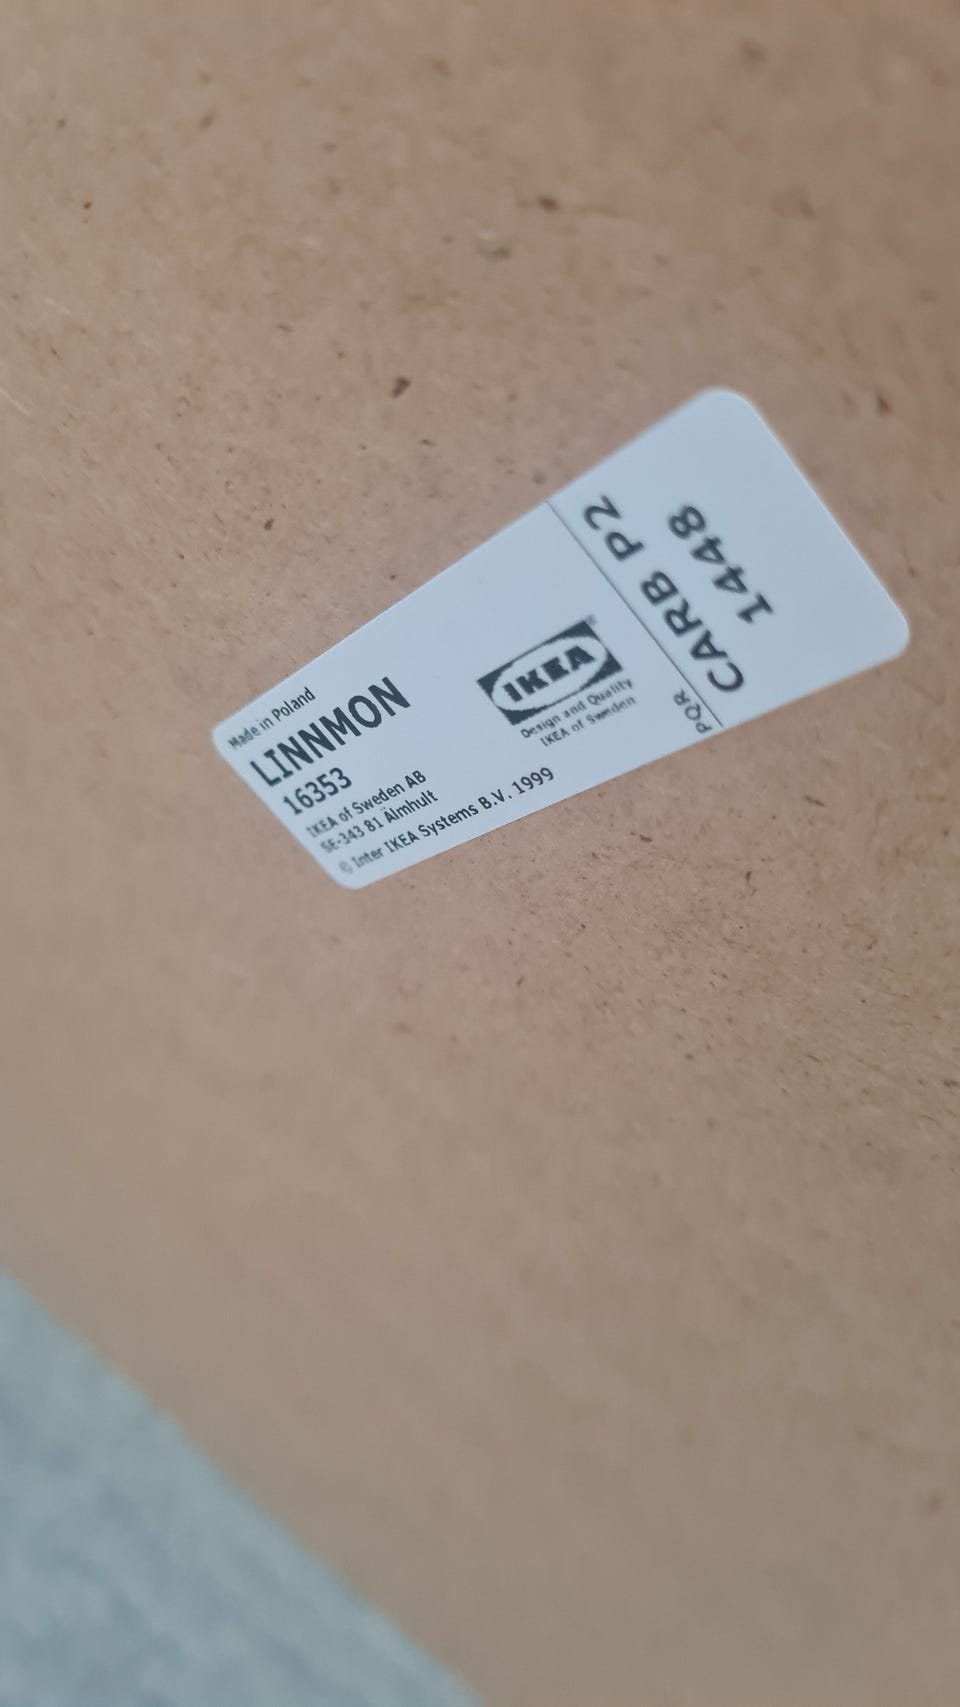 Made in Poland
LINNMON
16353
IKEA of Sweden AB
SE-343 81 Älmhult
© Inter IKEA Systems B.V. 1999
IKEA®
Design and Quality
IKEA of Sweden
PQR
CARB P2
1448